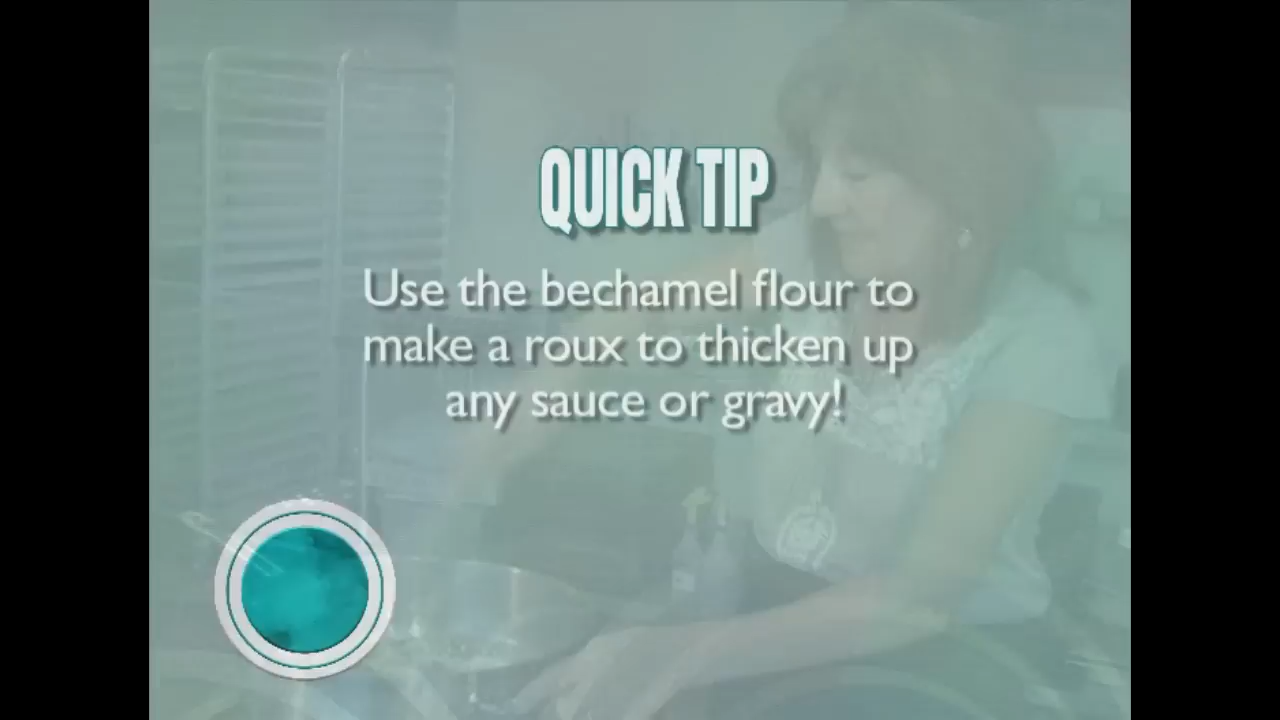 QUICK TIP
Use the bechamel flour to
make a roux to thicken up
any sauce or gravy!